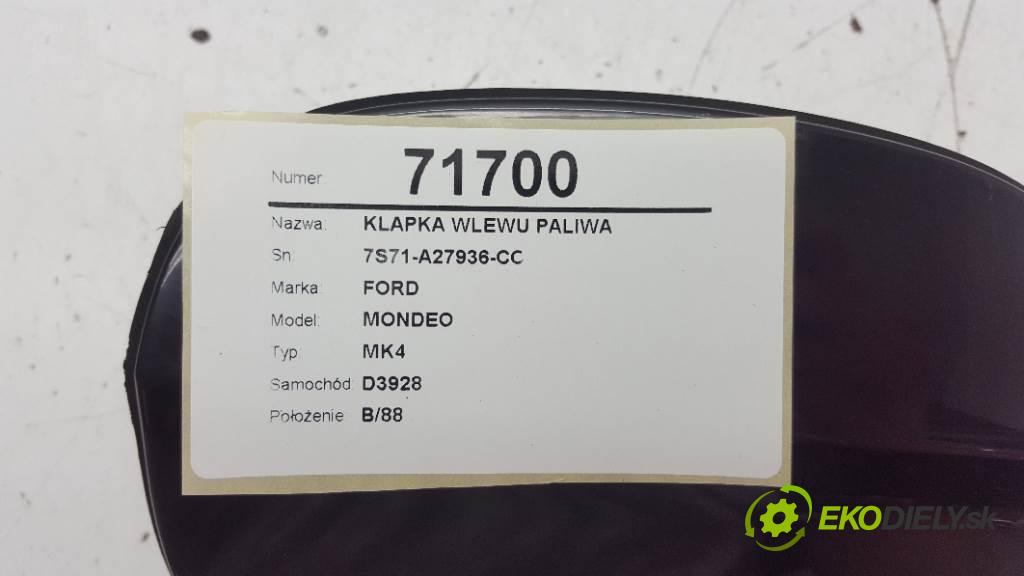 Numer: 71700
Nazwa: KLAPKA WLEWU PALIWA
Sn: 7S71-A27936-CC
Marka: FORD
Model: MONDEO
Typ: MK4
Samochód: D3928
Położenie: B/88
EKODIELY.sk